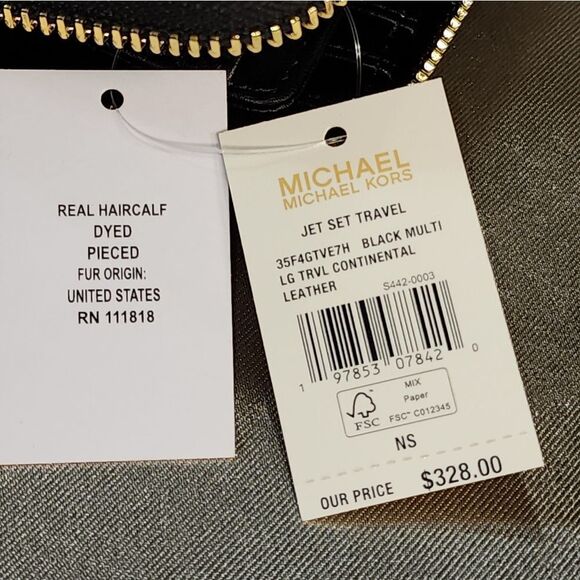 REAL HAIRCALF
DYED
PIECED
FUR ORIGIN:
UNITED STATES
RN 111818
MICHAEL
MICHAEL KORS
JET SET TRAVEL
35F4GTVE7H BLACK MULTI
LG TRVL CONTINENTAL
LEATHER
S442-0003
1 97853 07842 0
FSC
MIX
Paper
FSC™ C012345
NS
OUR PRICE $328.00